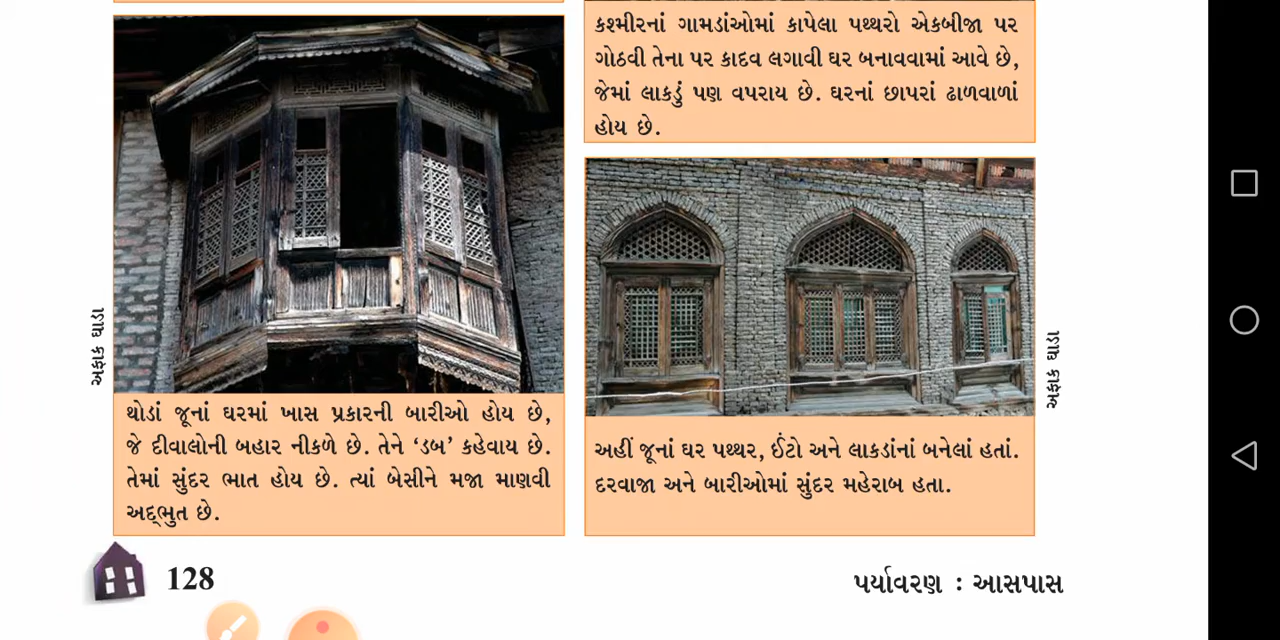 કશ્મીરનાં ગામડાંઓમાં કાપેલા પથ્થરો એકબીજા પર
ગોઠવી તેના પર કાદવ લગાવી ઘર બનાવવામાં આવે છે,
જેમાં લાકડું પણ વપરાય છે. ઘરનાં છાપરાં ઢાળવાળાં
હોય છે.
થોડાં જૂનાં ઘરમાં ખાસ પ્રકારની બારીઓ હોય છે,
જે દીવાલોની બહાર નીકળે છે. તેને ‘ડબ’ કહેવાય છે.
તેમાં સુંદર ભાત હોય છે. ત્યાં બેસીને મજા માણવી
અદ્ભુત છે.
અહીં જૂનાં ઘર પથ્થર, ઈંટો અને લાકડાંનાં બનેલાં હતાં.
દરવાજા અને બારીઓમાં સુંદર મહેરાબ હતા.
128
પર્યાવરણ : આસપાસ